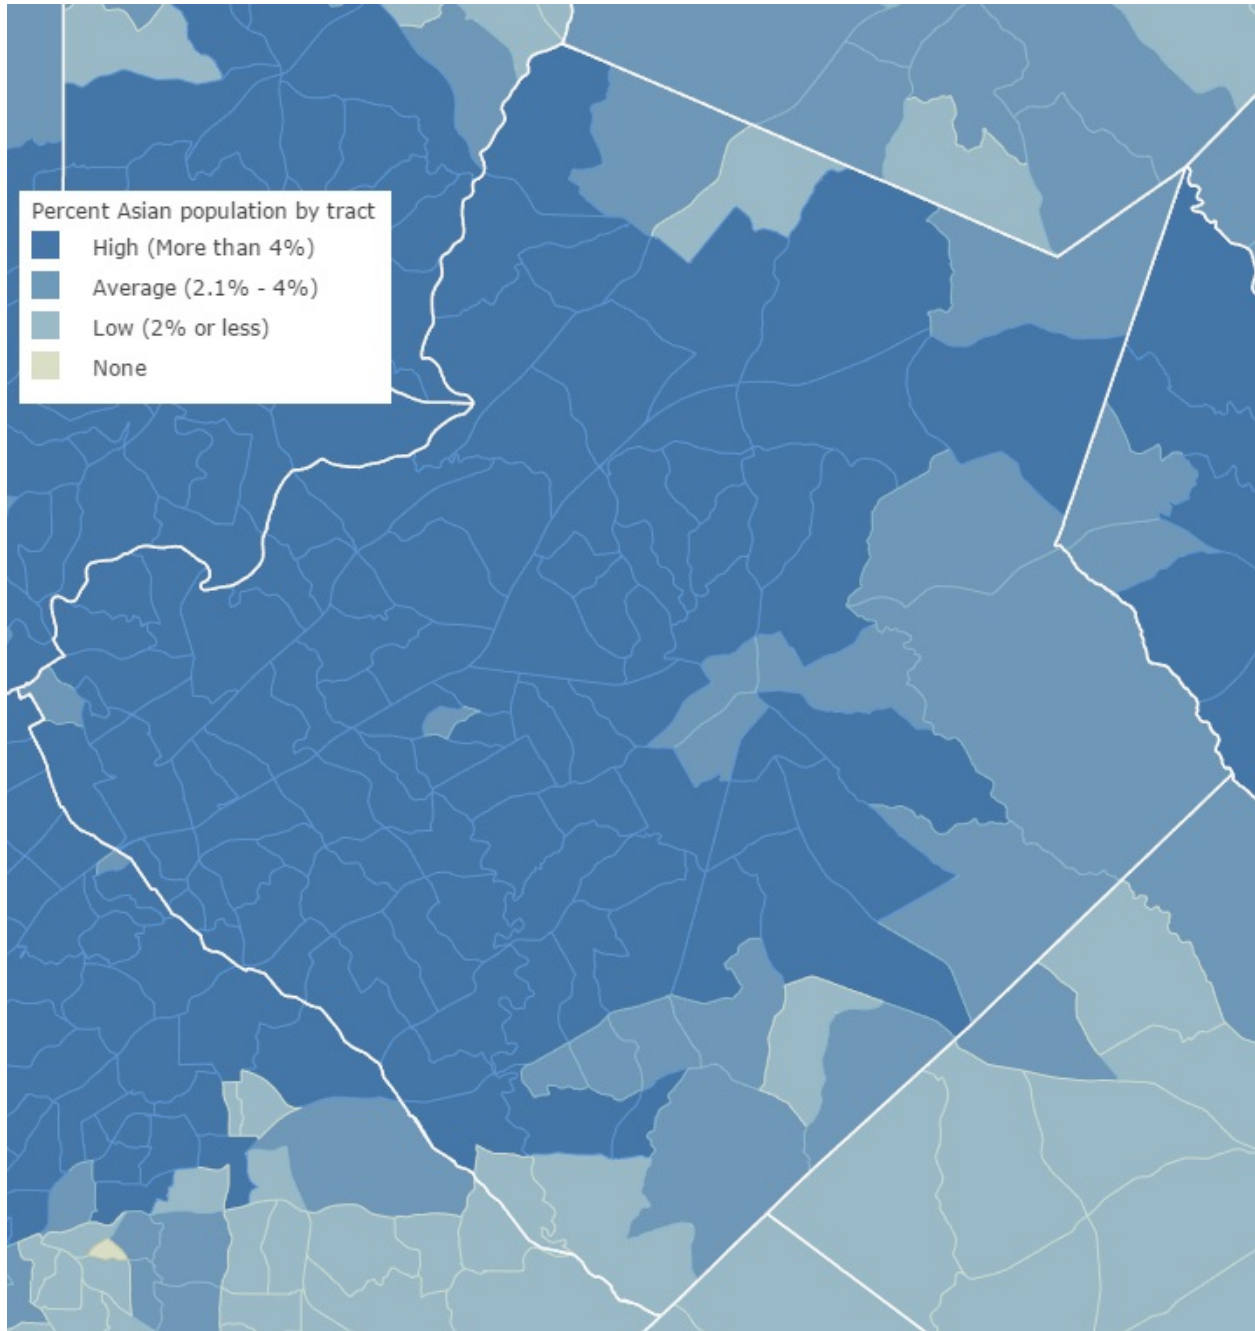 Percent Asian population by tract
High (More than 4%)
Average (2.1% - 4%)
Low (2% or less)
None